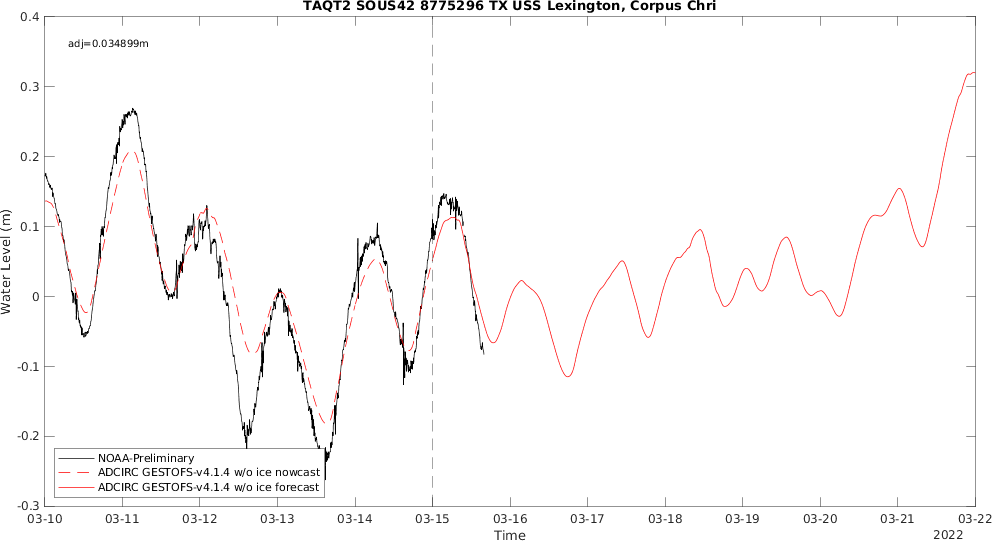 TAQT2 SOUS42 8775296 TX USS Lexington, Corpus Chri
adj=0.034899m
0.4
0.3
0.2
0.1
0
-0.1
-0.2
-0.3
Water Level (m)
NOAA-Preliminary
ADCIRC GESTOFS-v4.1.4 w/o ice nowcast
ADCIRC GESTOFS-v4.1.4 w/o ice forecast
03-10 03-11 03-12 03-13 03-14 03-15 03-16 03-17 03-18 03-19 03-20 03-21 03-22
Time
2022